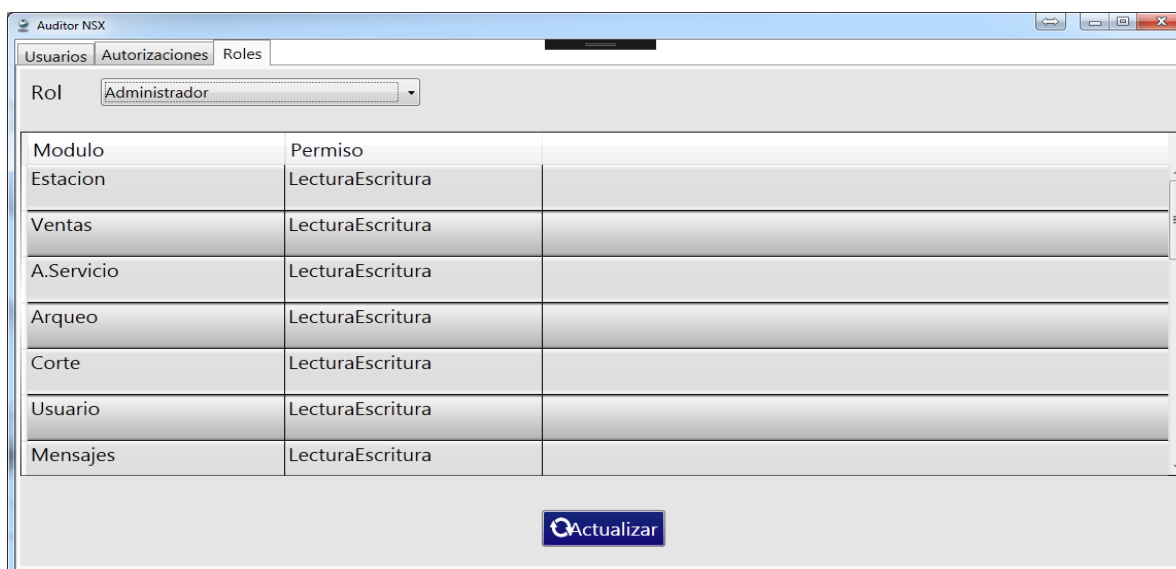 Auditor NSX
Usuarios Autorizaciones Roles
Rol Administrador
Modulo Permiso
Estacion LecturaEscritura
Ventas LecturaEscritura
A.Servicio LecturaEscritura
Arqueo LecturaEscritura
Corte LecturaEscritura
Usuario LecturaEscritura
Mensajes LecturaEscritura
Actualizar